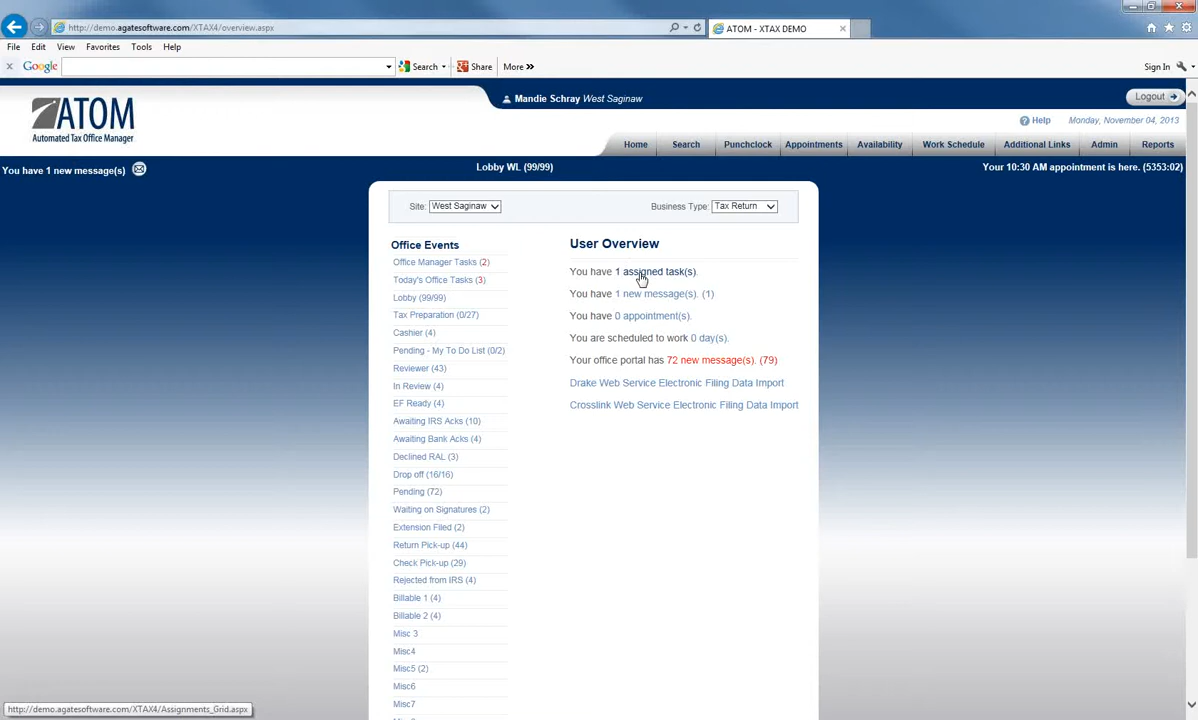 http://demo.agatesoftware.com/XTAX4/overview.aspx
ATOM - XTAX DEMO
File Edit View Favorites Tools Help
Google Search Share More » Sign In
ATOM
Automated Tax Office Manager
Mandie Schray West Saginaw
Logout
Help Monday, November 04, 2013
Home Search Punchclock Appointments Availability Work Schedule Additional Links Admin Reports
You have 1 new message(s)
Lobby WL (99/99)
Your 10:30 AM appointment is here. (5353:02)
Site: West Saginaw
Business Type: Tax Return
Office Events
Office Manager Tasks (2)
Today's Office Tasks (3)
Lobby (99/99)
Tax Preparation (0/27)
Cashier (4)
Pending - My To Do List (0/2)
Reviewer (43)
In Review (4)
EF Ready (4)
Awaiting IRS Acks (10)
Awaiting Bank Acks (4)
Declined RAL (3)
Drop off (16/16)
Pending (72)
Waiting on Signatures (2)
Extension Filed (2)
Return Pick-up (44)
Check Pick-up (29)
Rejected from IRS (4)
Billable 1 (4)
Billable 2 (4)
Misc 3
Misc4
Misc5 (2)
Misc6
Misc7
User Overview
You have 1 assigned task(s).
You have 1 new message(s). (1)
You have 0 appointment(s).
You are scheduled to work 0 day(s).
Your office portal has 72 new message(s). (79)
Drake Web Service Electronic Filing Data Import
Crosslink Web Service Electronic Filing Data Import
http://demo.agatesoftware.com/XTAX4/Assignments_Grid.aspx